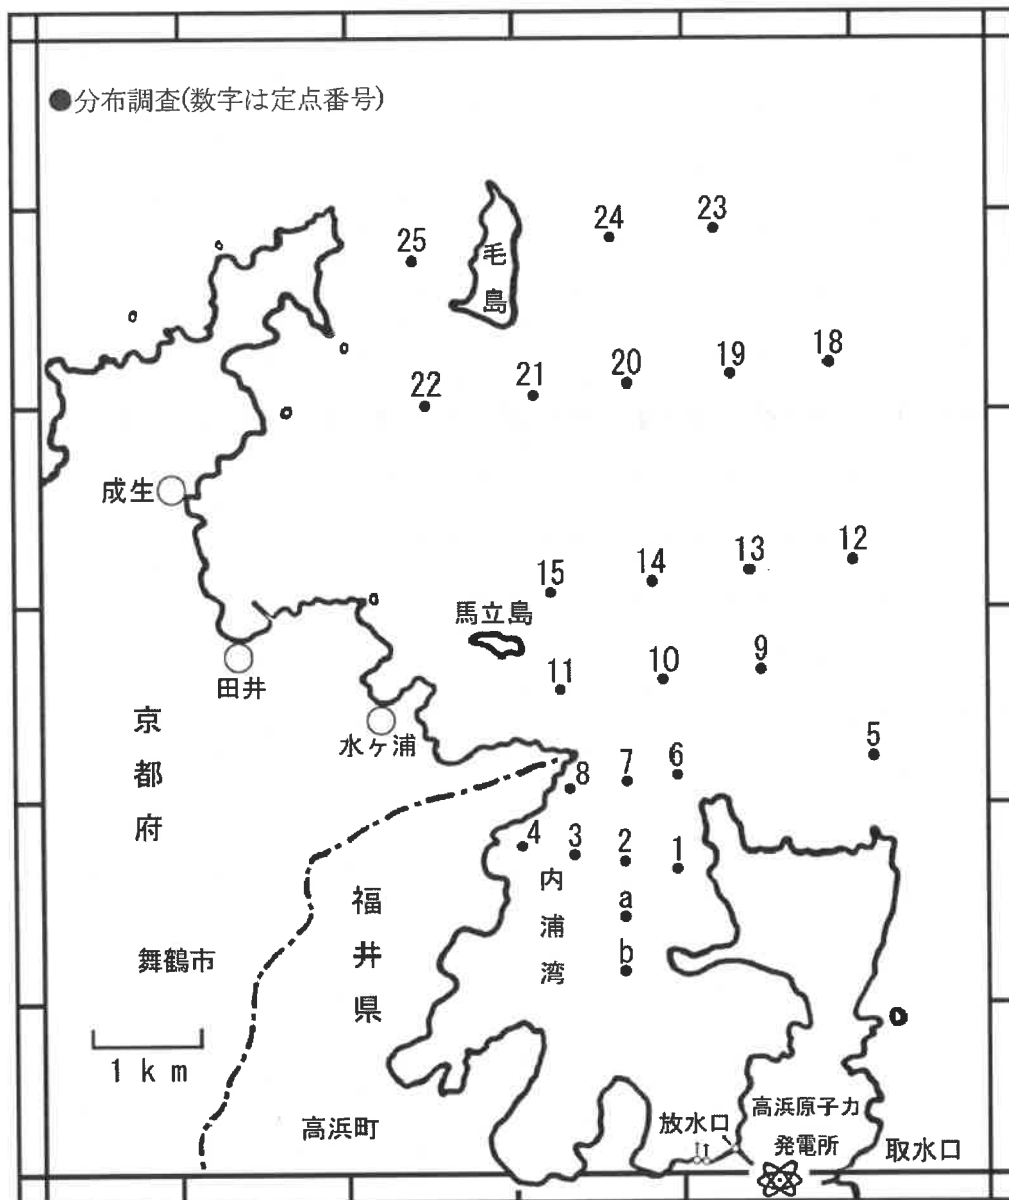 ●分布調査(数字は定点番号)
23
24
25
毛
島
18
19
20
21
22
成生
12
13
14
15
馬立島
9
10
11
田井
水ヶ浦
京
都
府
5
6
7
8
4
3
2
1
a
b
内
浦
湾
福
井
県
舞鶴市
1 km
高浜町
放水口
高浜原子力
発電所
取水口